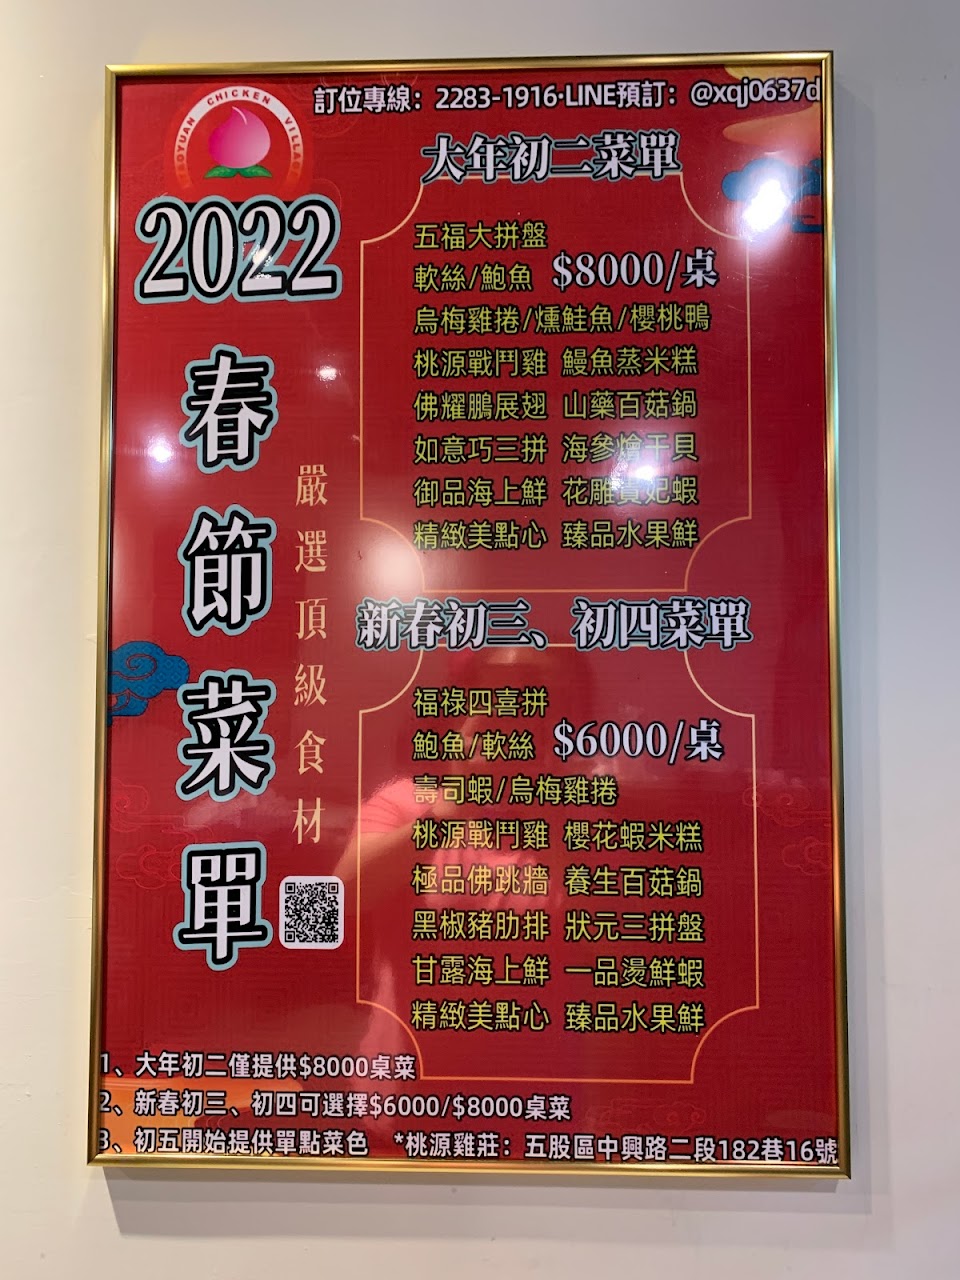 訂位專線：2283-1916·LINE預訂：@xqj0637d
CHICKEN VILLAG
2022
春節菜單
嚴選頂級食材
大年初二菜單
五福大拼盤
軟絲/鮑魚 $8000/桌
烏梅雞捲/燻鮭魚/櫻桃鴨
桃源戰鬥雞 鰻魚蒸米糕
佛耀鵬展翅 山藥百菇鍋
如意巧三拼 海參燴干貝
御品海上鮮 花雕貴妃蝦
精緻美點心 臻品水果鮮
新春初三、初四菜單
福祿四喜拼
鮑魚/軟絲 $6000/桌
壽司蝦/烏梅雞捲
桃源戰鬥雞 櫻花蝦米糕
極品佛跳牆 養生百菇鍋
黑椒豬肋排 狀元三拼盤
甘露海上鮮 一品燙鮮蝦
精緻美點心 臻品水果鮮
1、大年初二僅提供$8000桌菜
2、新春初三、初四可選擇$6000/$8000桌菜
3、初五開始提供單點菜色 *桃源雞莊：五股區中興路二段182巷16號